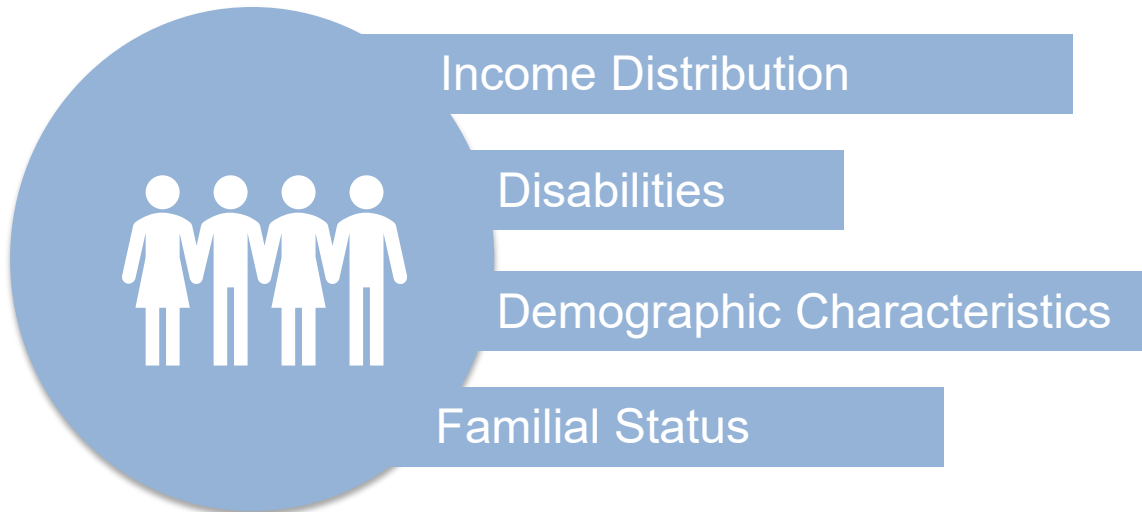 Income Distribution
Disabilities
Demographic Characteristics
Familial Status